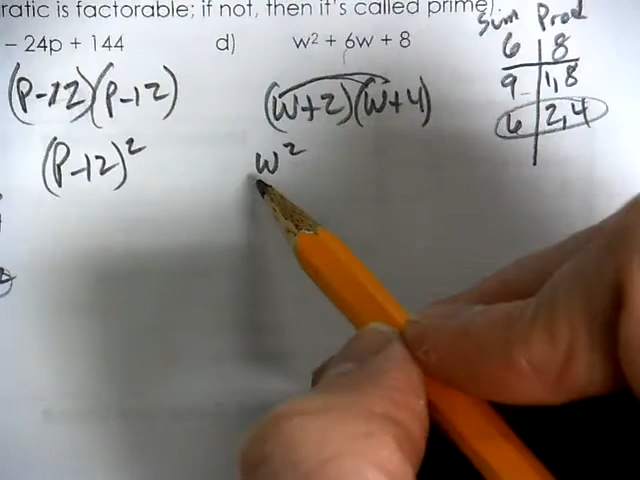 ratic is factorable; if not, then it's called prime).
− 24p + 144
d) w² + 6w + 8
Sum Prod
6 8
9 1,8
6 2,4
(P-12)(P-12)
(P-12)²
(w+2)(w+4)
w²